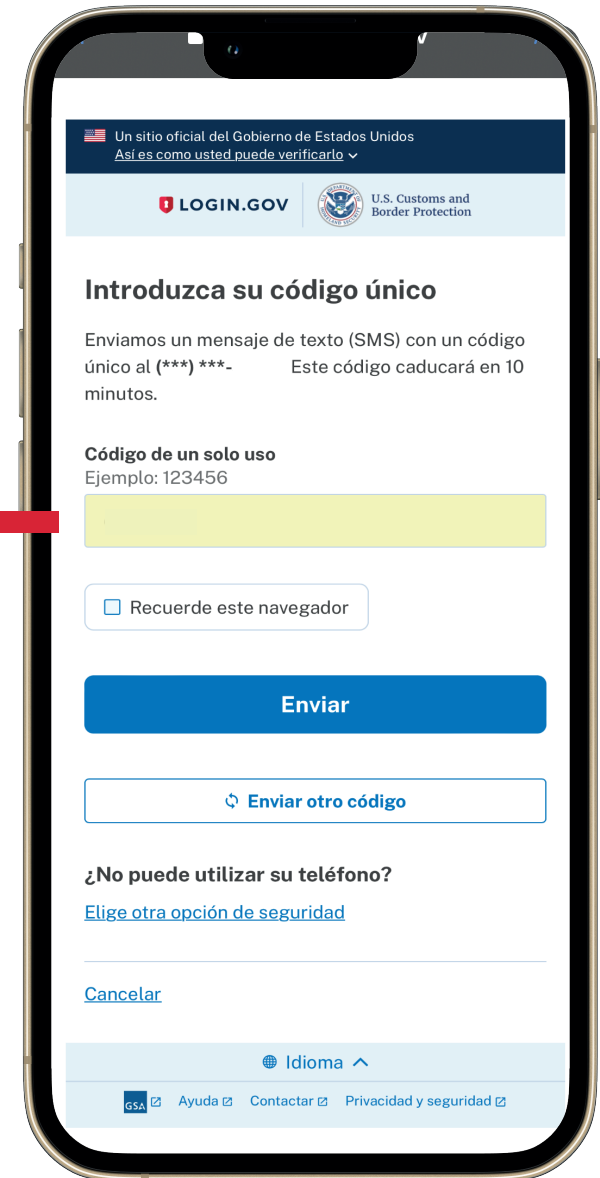 Un sitio oficial del Gobierno de Estados Unidos
Así es como usted puede verificarlo
LOGIN.GOV
U.S. Customs and
Border Protection
Introduzca su código único
Enviamos un mensaje de texto (SMS) con un código
único al (***) ***- Este código caducará en 10
minutos.
Código de un solo uso
Ejemplo: 123456
Recuerde este navegador
Enviar
Enviar otro código
¿No puede utilizar su teléfono?
Elige otra opción de seguridad
Cancelar
Idioma
GSA Ayuda Contactar Privacidad y seguridad